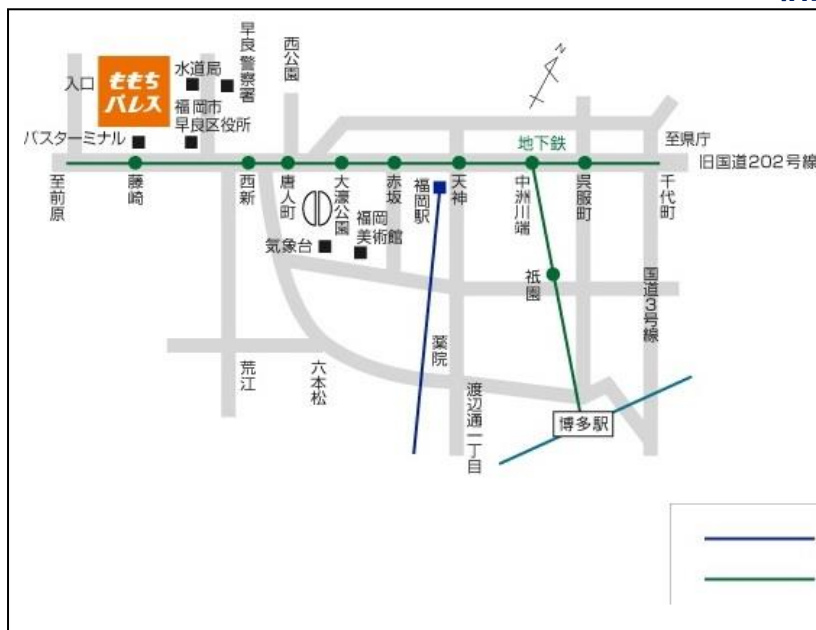 早良警察署
西公園
N
水道局
入口
ももち
パレス
福岡市
早良区役所
バスターミナル
地下鉄
至県庁
旧国道202号線
至前原
藤崎
西新
唐人町
大濠公園
赤坂
福岡駅
天神
中洲川端
呉服町
千代町
気象台
福岡
美術館
祇園
国道3号線
薬院
荒江
六本松
渡辺通一丁目
博多駅